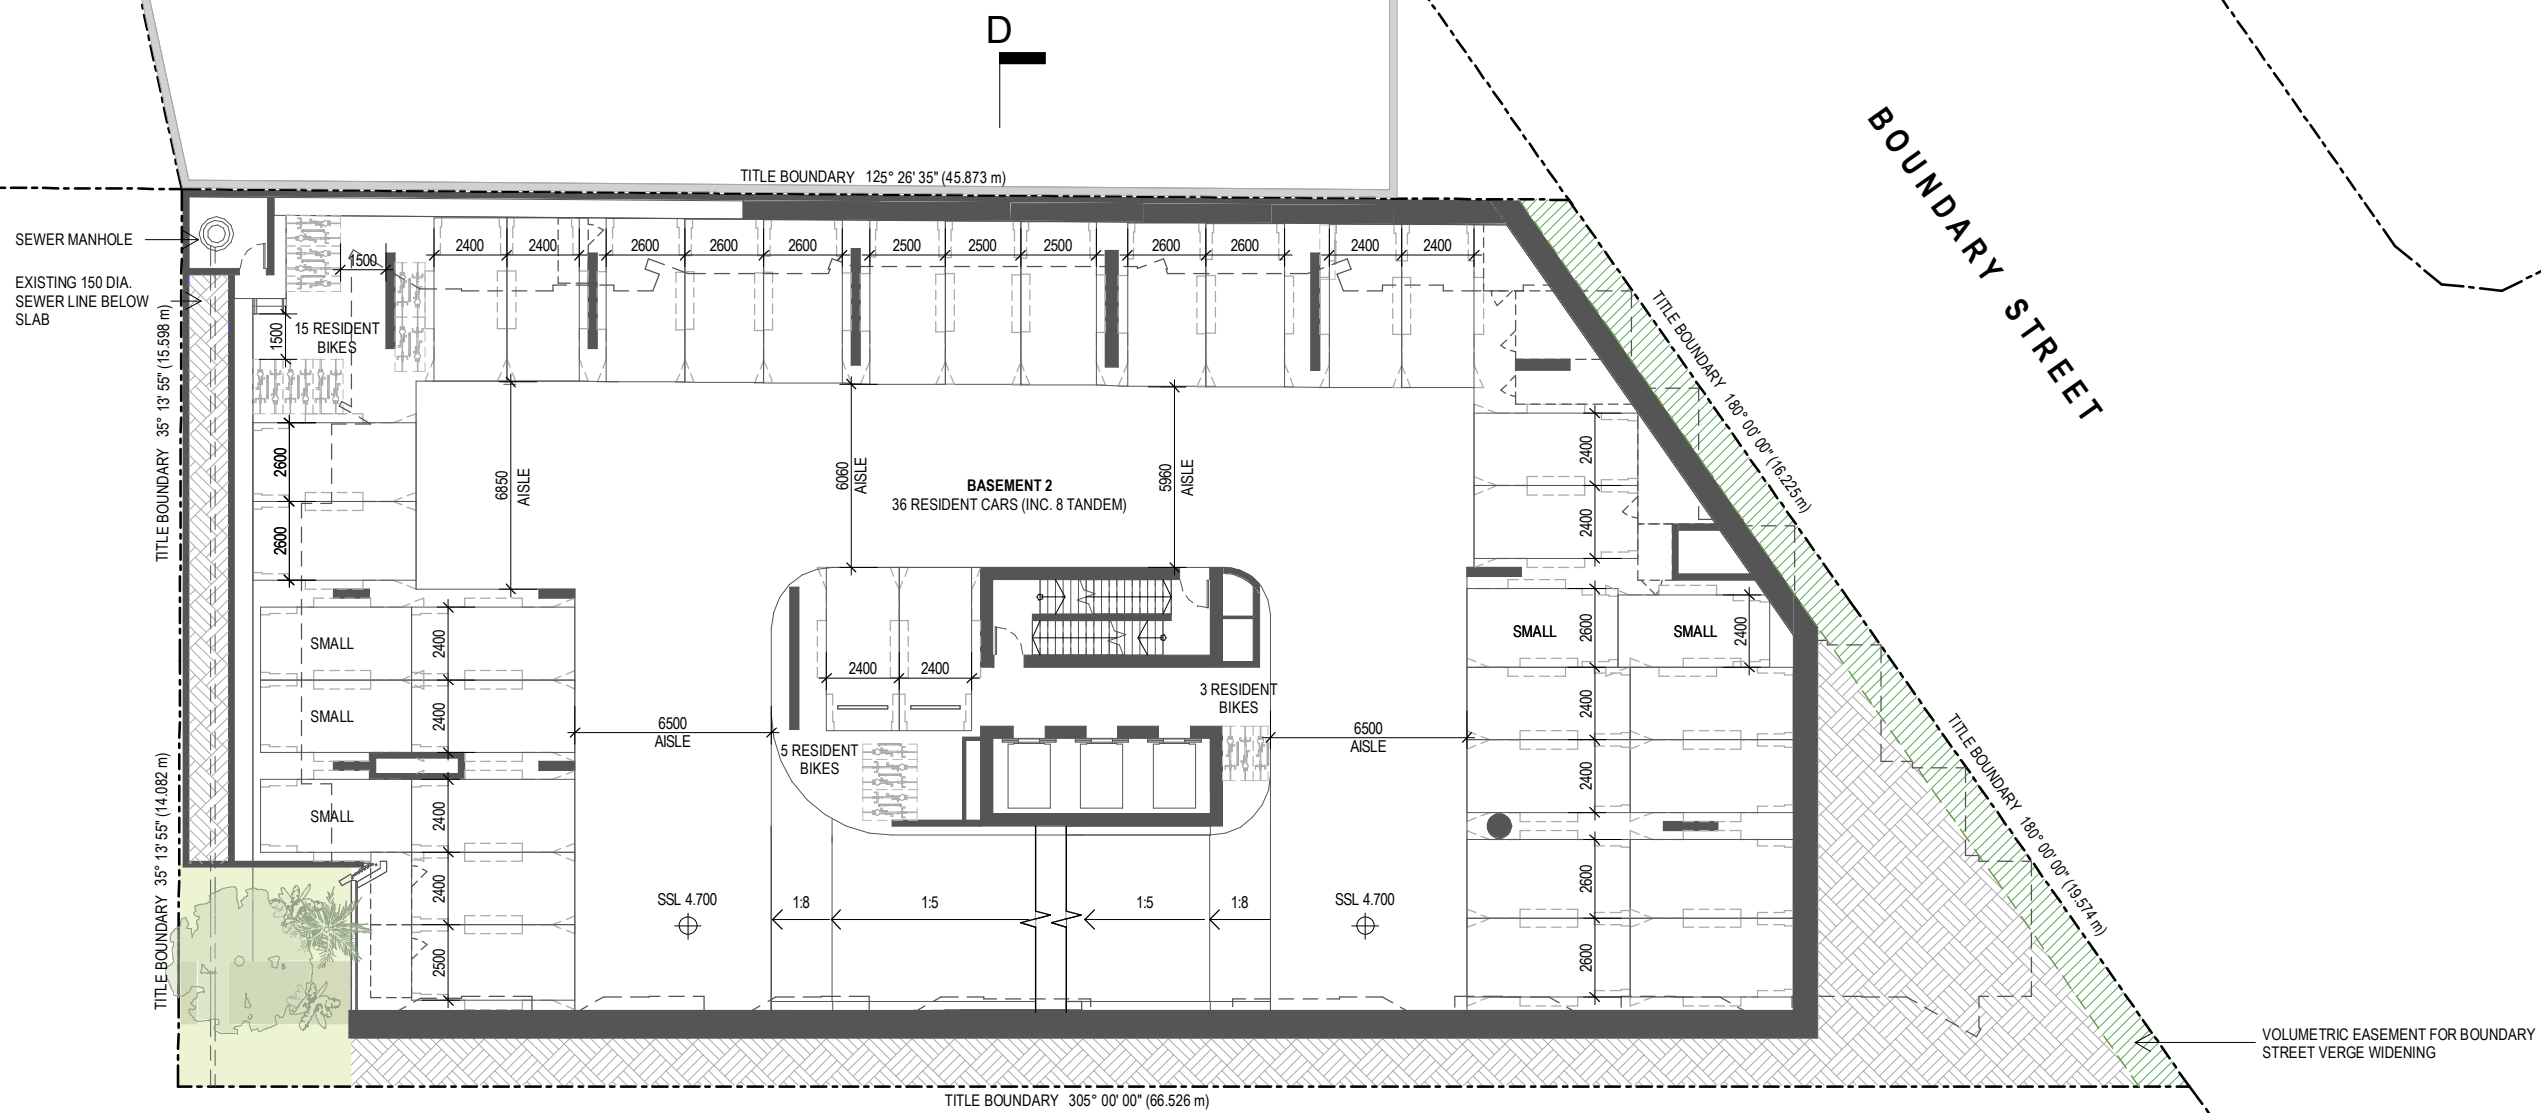 D
BOUNDARY STREET
TITLE BOUNDARY 125° 26' 35" (45.873 m)
SEWER MANHOLE
EXISTING 150 DIA.
SEWER LINE BELOW
SLAB
2400
2400
2600
2600
2600
2500
2500
2500
2600
2600
2400
2400
1500
1500
15 RESIDENT
BIKES
TITLE BOUNDARY 35° 13' 55" (15.598 m)
TITLE BOUNDARY 180° 00' 00" (16.225 m)
2600
2600
6850
AISLE
6060
AISLE
5960
AISLE
BASEMENT 2
36 RESIDENT CARS (INC. 8 TANDEM)
2400
2400
SMALL
2400
SMALL
2400
SMALL
2400
2400
2500
SMALL
2600
SMALL
2400
2400
2400
2600
2600
2400
2400
6500
AISLE
5 RESIDENT
BIKES
3 RESIDENT
BIKES
6500
AISLE
TITLE BOUNDARY 35° 13' 55" (14.082 m)
TITLE BOUNDARY 180° 00' 00" (19.574 m)
SSL 4.700
1:8
1:5
1:5
1:8
SSL 4.700
VOLUMETRIC EASEMENT FOR BOUNDARY
STREET VERGE WIDENING
TITLE BOUNDARY 305° 00' 00" (66.526 m)